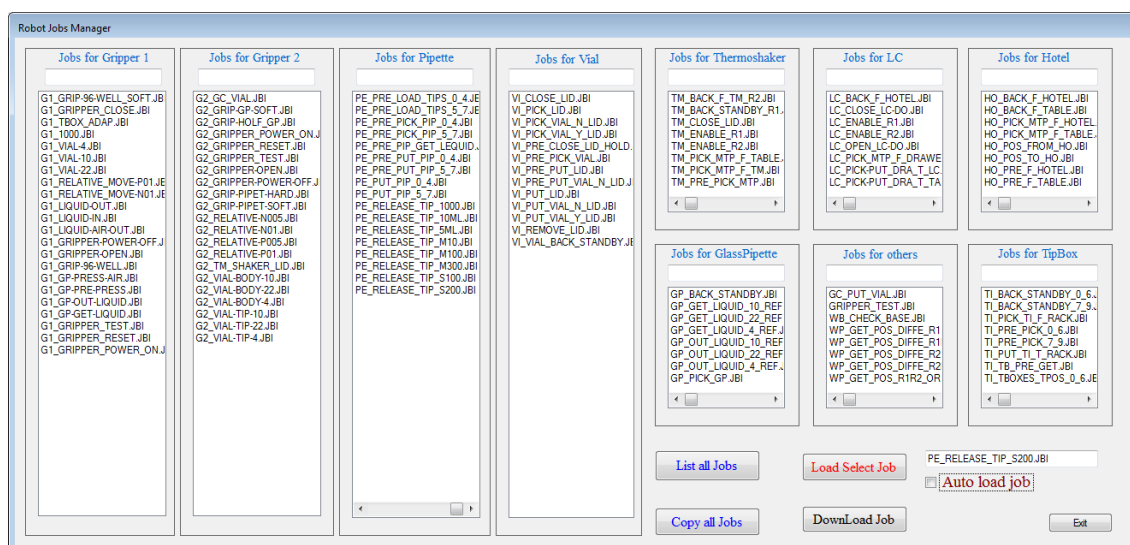 Robot Jobs Manager
Jobs for Gripper 1
G1_GRIP-96-WELL_SOFT.JB
G1_GRIPPER_CLOSE.JBI
G1_TBOX_ADAP.JBI
G1_1000.JBI
G1_VIAL-4.JBI
G1_VIAL-10.JBI
G1_VIAL-22.JBI
G1_RELATIVE_MOVE-P01.JE
G1_RELATIVE_MOVE-N01.JE
G1_LIQUID-OUT.JBI
G1_LIQUID-IN.JBI
G1_LIQUID-AIR-OUT.JBI
G1_GRIPPER-POWER-OFF.J
G1_GRIPPER-OPEN.JBI
G1_GRIP-96-WELL.JBI
G1_GP-PRESS-AIR.JBI
G1_GP-PRE-PRESS.JBI
G1_GP-OUT-LIQUID.JBI
G1_GP-GET-LIQUID.JBI
G1_GRIPPER_TEST.JBI
G1_GRIPPER_RESET.JBI
G1_GRIPPER_POWER_ON.J
Jobs for Gripper 2
G2_GC_VIAL.JBI
G2_GRIP-GP-SOFT.JBI
G2_GRIP-HOLF_GP.JBI
G2_GRIPPER_POWER_ON.J
G2_GRIPPER_RESET.JBI
G2_GRIPPER_TEST.JBI
G2_GRIPPER-OPEN.JBI
G2_GRIPPER-POWER-OFF.J
G2_GRIP-PIPET-HARD.JBI
G2_GRIP-PIPET-SOFT.JBI
G2_RELATIVE-N005.JBI
G2_RELATIVE-N01.JBI
G2_RELATIVE-P005.JBI
G2_RELATIVE-P01.JBI
G2_TM_SHAKER_LID.JBI
G2_VIAL-BODY-10.JBI
G2_VIAL-BODY-22.JBI
G2_VIAL-BODY-4.JBI
G2_VIAL-TIP-10.JBI
G2_VIAL-TIP-22.JBI
G2_VIAL-TIP-4.JBI
Jobs for Pipette
PE_PRE_LOAD_TIPS_0_4.JE
PE_PRE_LOAD_TIPS_5_7.JE
PE_PRE_PICK_PIP_0_4.JBI
PE_PRE_PICK_PIP_5_7.JBI
PE_PRE_PIP_GET_LEQUID.
PE_PRE_PUT_PIP_0_4.JBI
PE_PRE_PUT_PIP_5_7.JBI
PE_PUT_PIP_0_4.JBI
PE_PUT_PIP_5_7.JBI
PE_RELEASE_TIP_1000.JBI
PE_RELEASE_TIP_10ML.JBI
PE_RELEASE_TIP_5ML.JBI
PE_RELEASE_TIP_M10.JBI
PE_RELEASE_TIP_M100.JBI
PE_RELEASE_TIP_M300.JBI
PE_RELEASE_TIP_S100.JBI
PE_RELEASE_TIP_S200.JBI
Jobs for Vial
VI_CLOSE_LID.JBI
VI_PICK_LID.JBI
VI_PICK_VIAL_N_LID.JBI
VI_PICK_VIAL_Y_LID.JBI
VI_PRE_CLOSE_LID_HOLD.
VI_PRE_PICK_VIAL.JBI
VI_PRE_PUT_LID.JBI
VI_PRE_PUT_VIAL_N_LID.J
VI_PUT_LID.JBI
VI_PUT_VIAL_N_LID.JBI
VI_PUT_VIAL_Y_LID.JBI
VI_REMOVE_LID.JBI
VI_VIAL_BACK_STANDBY.JE
Jobs for Thermoshaker
TM_BACK_F_TM_R2.JBI
TM_BACK_STANDBY_R1.
TM_CLOSE_LID.JBI
TM_ENABLE_R1.JBI
TM_ENABLE_R2.JBI
TM_PICK_MTP_F_TABLE.
TM_PICK_MTP_F_TM.JBI
TM_PRE_PICK_MTP.JBI
Jobs for LC
LC_BACK_F_HOTEL.JBI
LC_CLOSE_LC-DO.JBI
LC_ENABLE_R1.JBI
LC_ENABLE_R2.JBI
LC_OPEN_LC-DO.JBI
LC_PICK_MTP_F_DRAWE
LC_PICK-PUT_DRA_T_LC.
LC_PICK-PUT_DRA_T_TA
Jobs for Hotel
HO_BACK_F_HOTEL.JBI
HO_BACK_F_TABLE.JBI
HO_PICK_MTP_F_HOTEL.
HO_PICK_MTP_F_TABLE.
HO_POS_FROM_HO.JBI
HO_POS_TO_HO.JBI
HO_PRE_F_HOTEL.JBI
HO_PRE_F_TABLE.JBI
Jobs for GlassPipette
GP_BACK_STANDBY.JBI
GP_GET_LIQUID_10_REF
GP_GET_LIQUID_22_REF
GP_GET_LIQUID_4_REF.J
GP_OUT_LIQUID_10_REF
GP_OUT_LIQUID_22_REF
GP_OUT_LIQUID_4_REF.
GP_PICK_GP.JBI
Jobs for others
GC_PUT_VIAL.JBI
GRIPPER_TEST.JBI
WB_CHECK_BASE.JBI
WP_GET_POS_DIFFE_R1
WP_GET_POS_DIFFE_R1
WP_GET_POS_DIFFE_R2
WP_GET_POS_DIFFE_R2
WP_GET_POS_R1R2_OR
Jobs for TipBox
TI_BACK_STANDBY_0_6.
TI_BACK_STANDBY_7_9.
TI_PICK_TI_F_RACK.JBI
TI_PRE_PICK_0_6.JBI
TI_PRE_PICK_7_9.JBI
TI_PUT_TI_T_RACK.JBI
TI_TB_PRE_GET.JBI
TI_TBOXES_TPOS_0_6.JE
List all Jobs
Load Select Job
PE_RELEASE_TIP_S200.JBI
Auto load job
Copy all Jobs
DownLoad Job
Exit